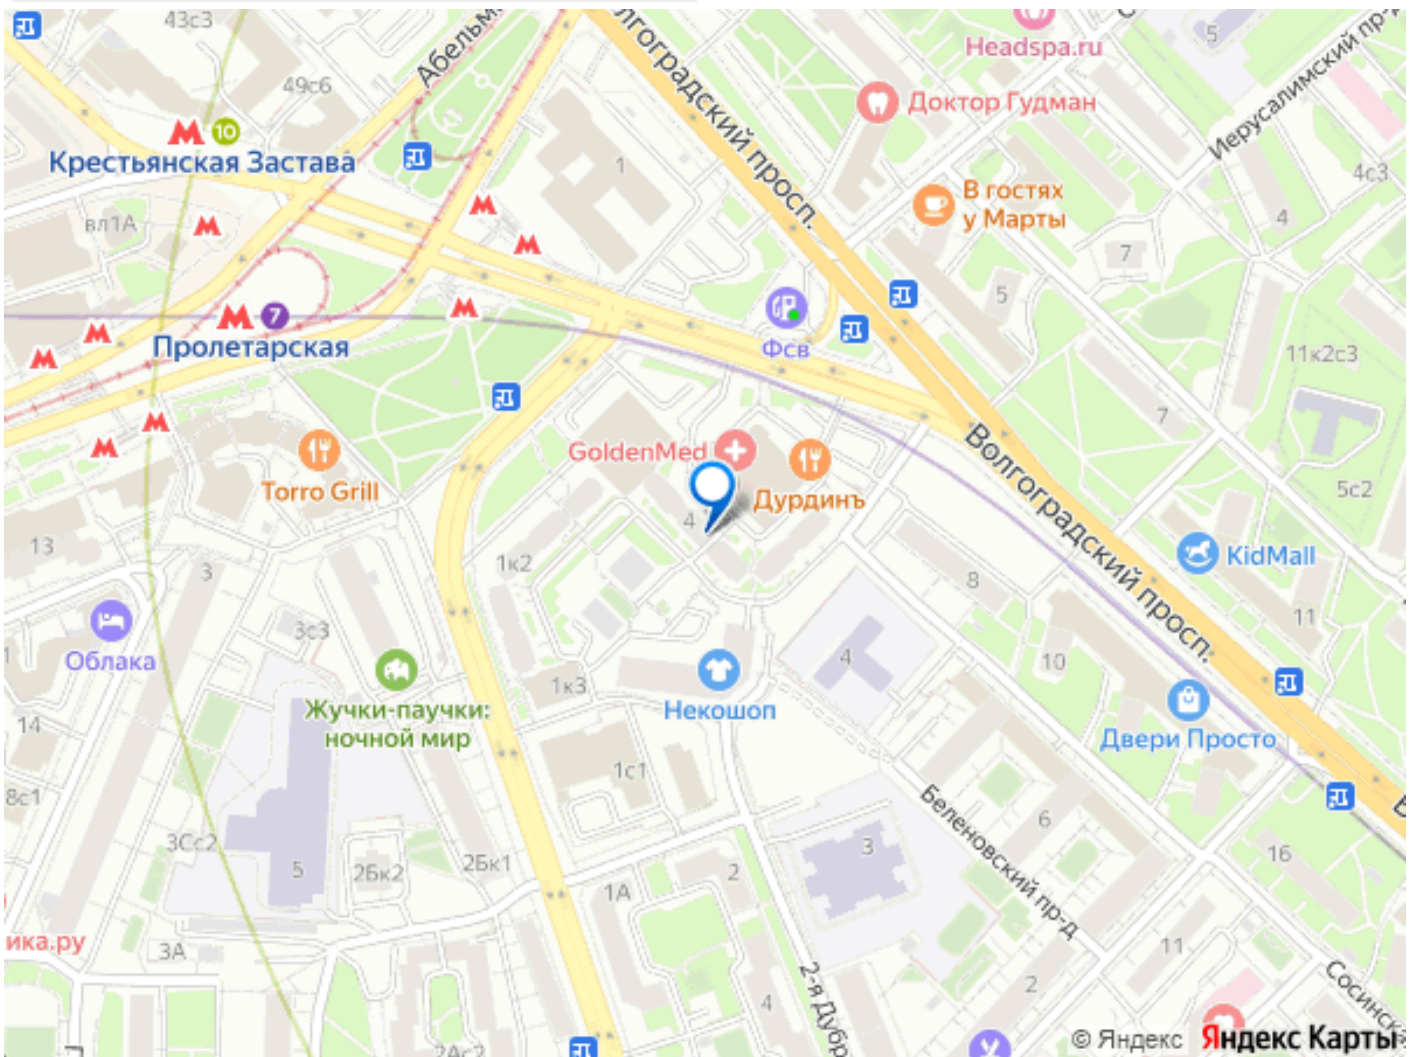 43с3
Абельм
Волгоградский просп.
Headspa.ru
5
Иерусалимский пр-д
49с6
Доктор Гудман
10
Крестьянская Застава
1
4с3
В гостях
у Марты
вл1А
4
7
5
7
Пролетарская
Фсв
11к2с3
7
GoldenMed
Дурдинъ
Волгоградский просп.
Torro Grill
5с2
4
13
1к2
3
8
KidMall
11
3с3
Облака
1
4
10
1к3
Жучки-паучки:
ночной мир
Некошоп
Двери Просто
14
1с1
8с1
Беленовский пр-д
6
В
3Сс2
5
2Бк2
2Бк1
3
16
2
1А
ика.ру
3А
11
2-я Дубр
2
4
Сосинск
2Ас2
© Яндекс
Яндекс Карты